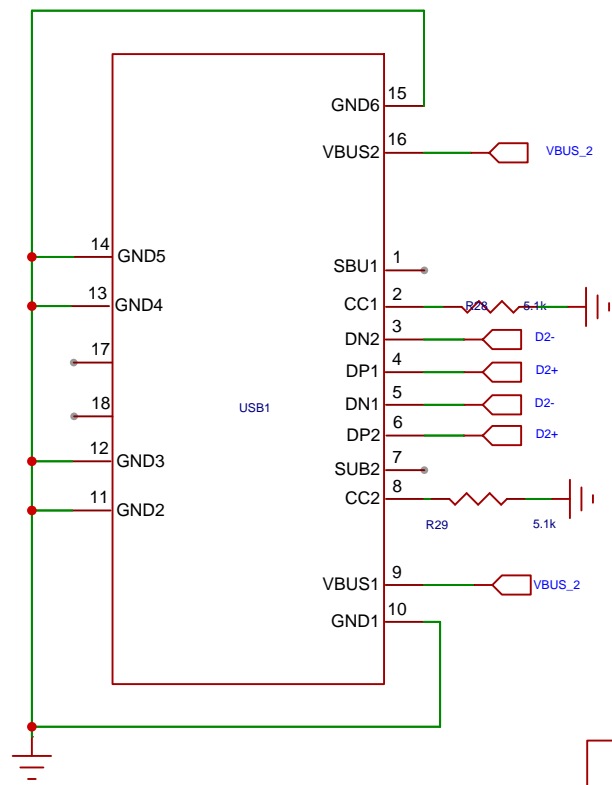 15
GND6
16
VBUS2
VBUS_2
14
GND5
1
SBU1
13
GND4
2
CC1
R28
5.1k
3
DN2
D2-
17
4
DP1
D2+
18
USB1
5
DN1
D2-
6
DP2
D2+
12
GND3
7
SUB2
11
GND2
8
CC2
R29
5.1k
9
VBUS1
VBUS_2
10
GND1